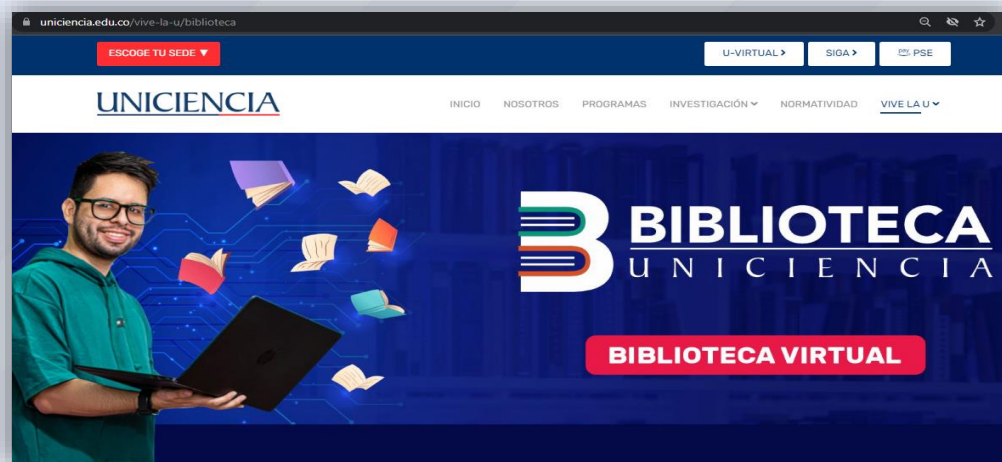 uniciencia.edu.co/vive-la-u/biblioteca
ESCOGE TU SEDE ▼
U-VIRTUAL >
SIGA >
PSE
UNICIENCIA
INICIO
NOSOTROS
PROGRAMAS
INVESTIGACIÓN
NORMATIVIDAD
VIVE LA U
BIBLIOTECA
UNICIENCIA
BIBLIOTECA VIRTUAL